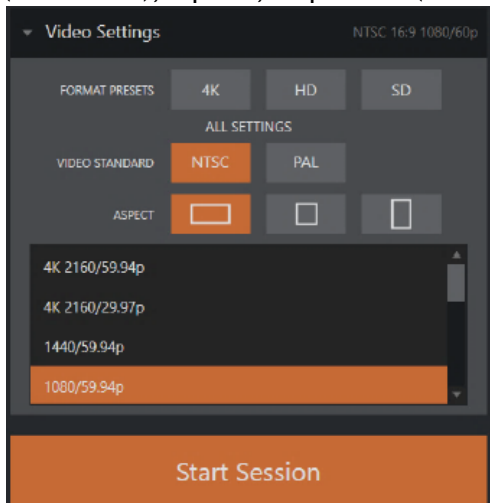 Video Settings NTSC 16:9 1080/60p
FORMAT PRESETS 4K HD SD
ALL SETTINGS
VIDEO STANDARD NTSC PAL
ASPECT
4K 2160/59.94p
4K 2160/29.97p
1440/59.94p
1080/59.94p
Start Session